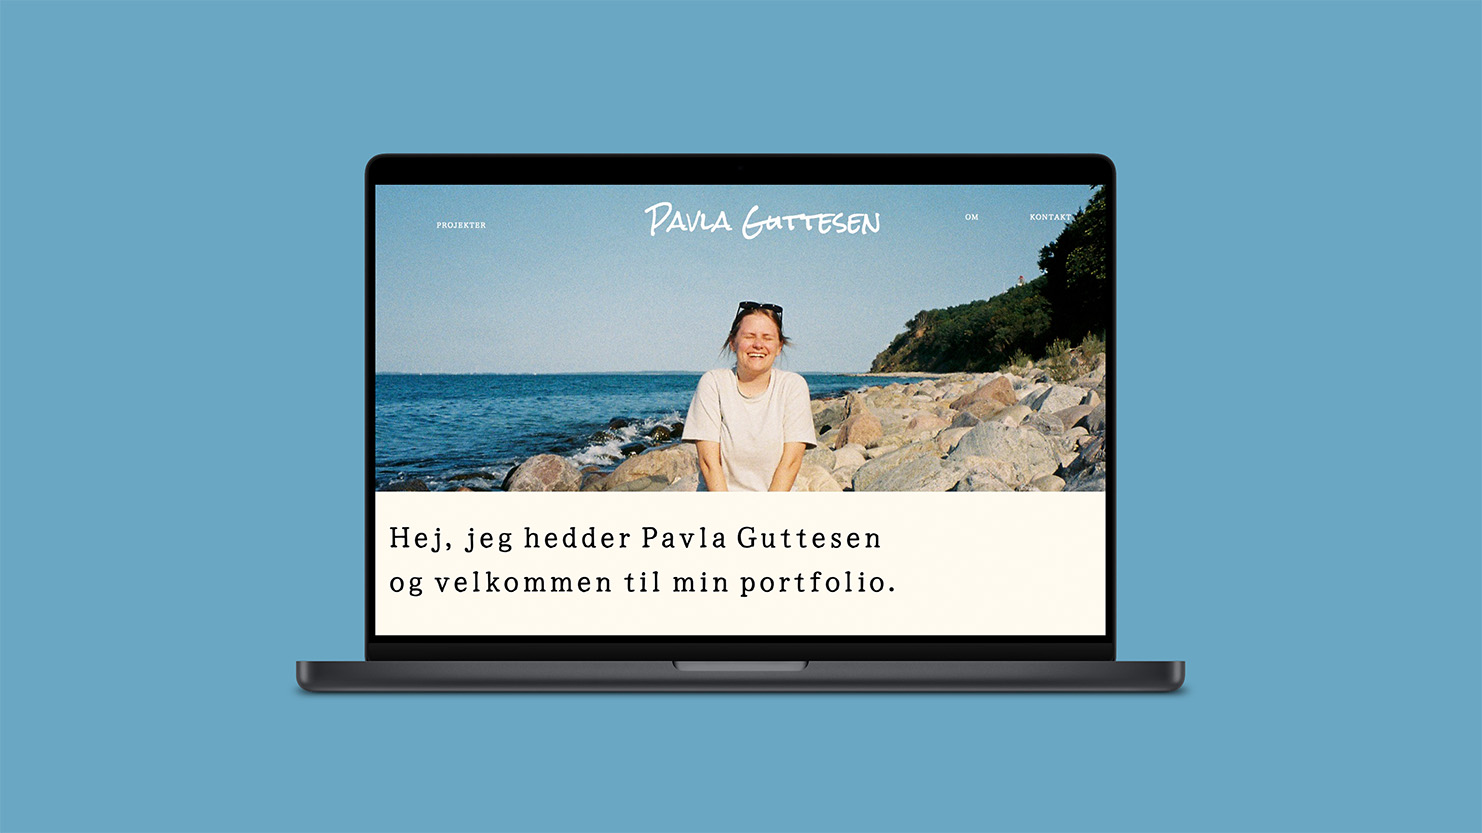 PROJEKTER
Pavla Guttesen
OM
KONTAKT
Hej, jeg hedder Pavla Guttesen
og velkommen til min portfolio.